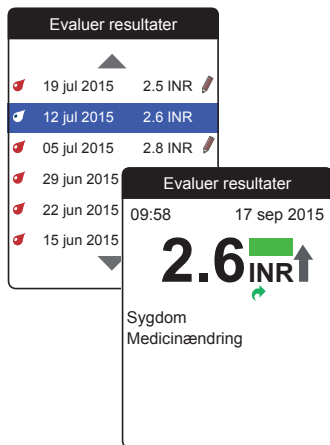 Evaluer resultater
19 jul 2015 2.5 INR
12 jul 2015 2.6 INR
05 jul 2015 2.8 INR
29 jun 2015
22 jun 2015
15 jun 2015
Evaluer resultater
09:58 17 sep 2015
2.6 INR
Sygdom
Medicinændring